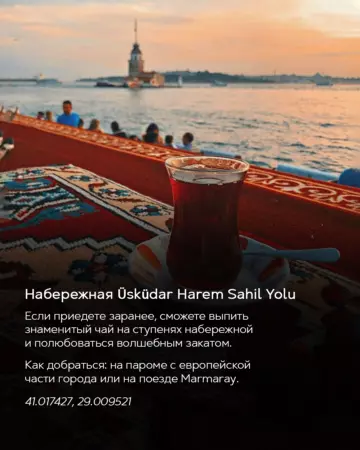 Набережная Üsküdar Harem Sahil Yolu
Если приедете заранее, сможете выпить
знаменитый чай на ступенях набережной
и полюбоваться волшебным закатом.
Как добраться: на пароме с европейской
части города или на поезде Marmaray.
41.017427, 29.009521